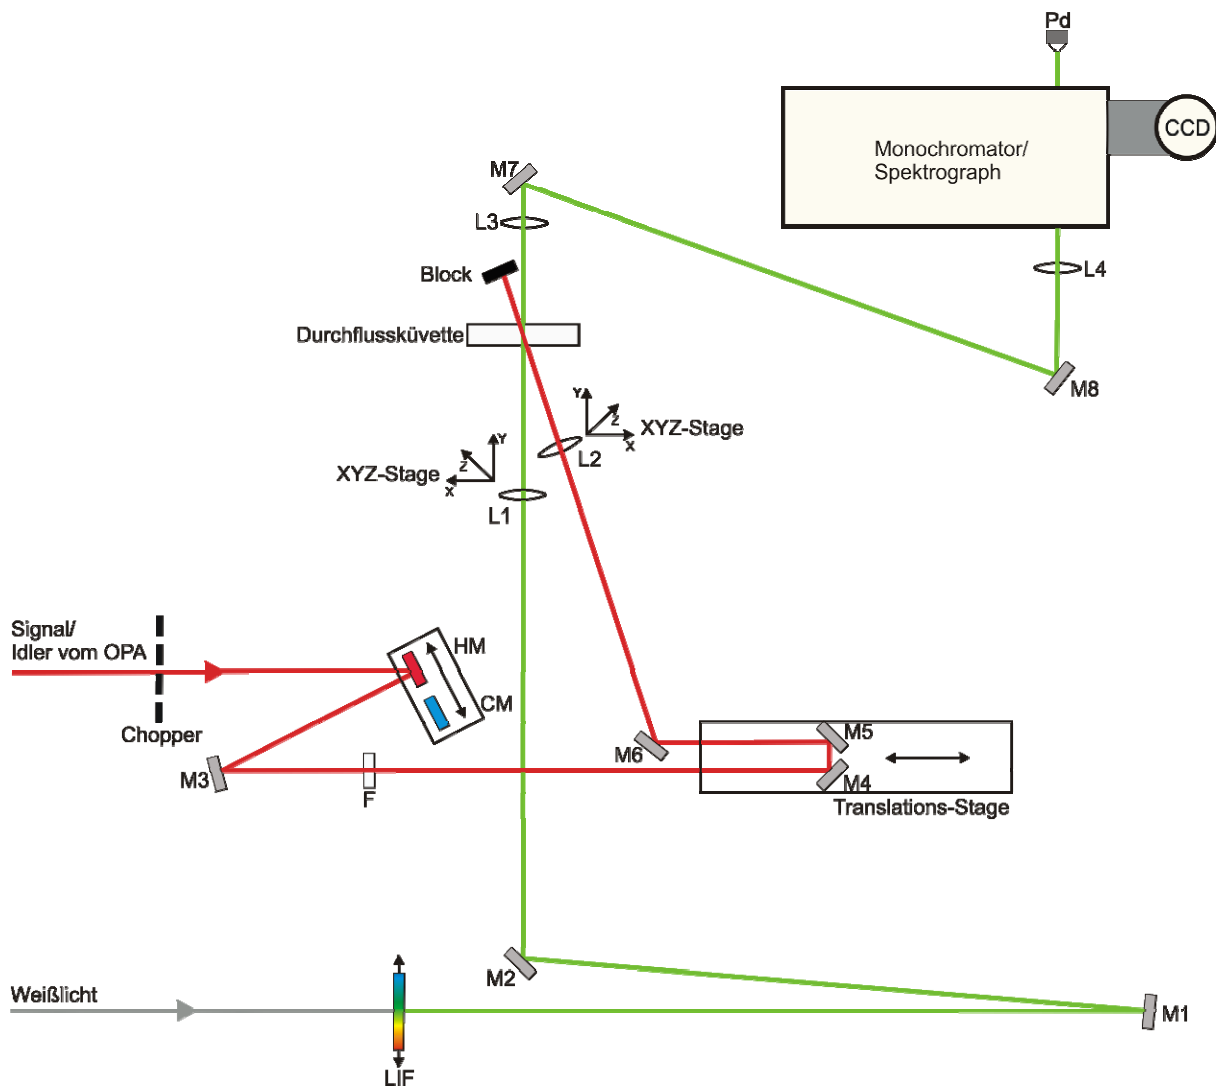 Pd
CCD
Monochromator/
Spektrograph
M7
L3
L4
Block
Durchflussküvette
M8
Y
Z
X
XYZ-Stage
L2
Y
Z
X
XYZ-Stage
L1
Signal/
Idler vom OPA
HM
CM
Chopper
M3
F
M6
M5
M4
Translations-Stage
M2
Weißlicht
M1
LIF